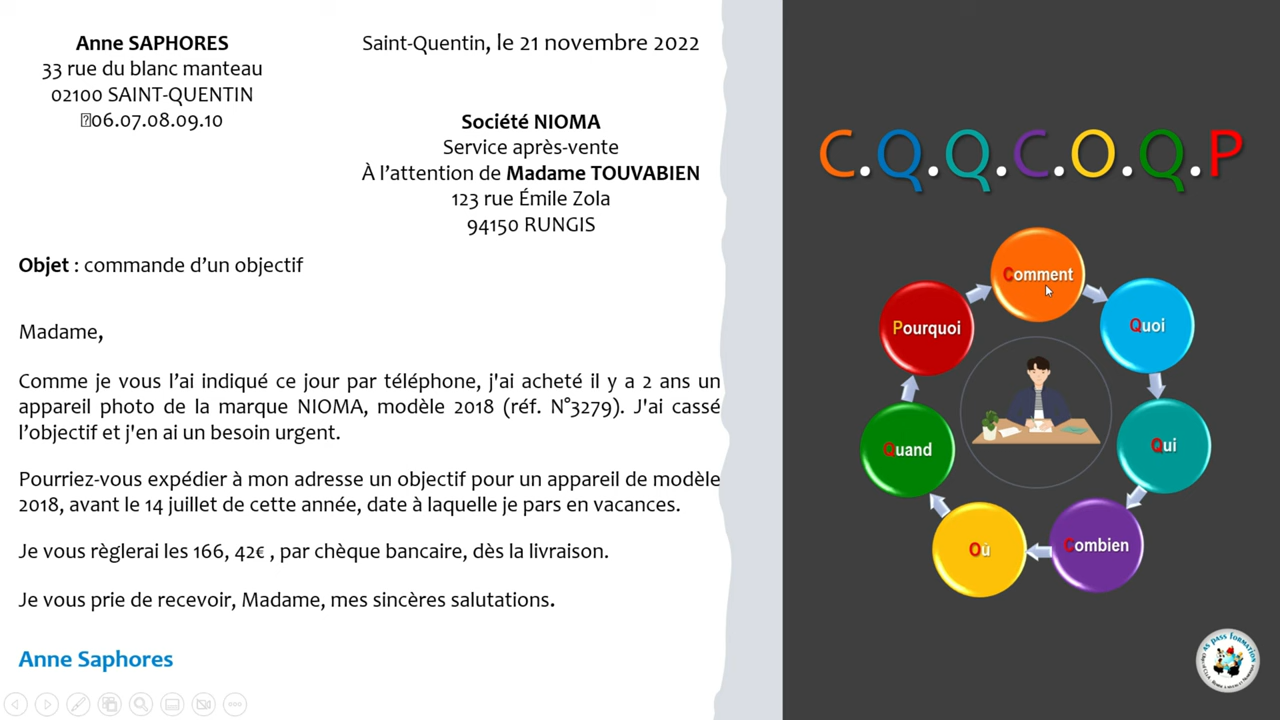 Anne SAPHORES
33 rue du blanc manteau
02100 SAINT-QUENTIN
06.07.08.09.10
Saint-Quentin, le 21 novembre 2022
Société NIOMA
Service après-vente
À l’attention de Madame TOUVABIEN
123 rue Émile Zola
94150 RUNGIS
Objet : commande d’un objectif
Madame,
Comme je vous l’ai indiqué ce jour par téléphone, j'ai acheté il y a 2 ans un
appareil photo de la marque NIOMA, modèle 2018 (réf. N°3279). J'ai cassé
l’objectif et j'en ai un besoin urgent.
Pourriez-vous expédier à mon adresse un objectif pour un appareil de modèle
2018, avant le 14 juillet de cette année, date à laquelle je pars en vacances.
Je vous règlerai les 166, 42€ , par chèque bancaire, dès la livraison.
Je vous prie de recevoir, Madame, mes sincères salutations.
Anne Saphores
C.Q.Q.C.O.Q.P
Comment
Quoi
Qui
Combien
Où
Quand
Pourquoi
AS PASS FORMATION